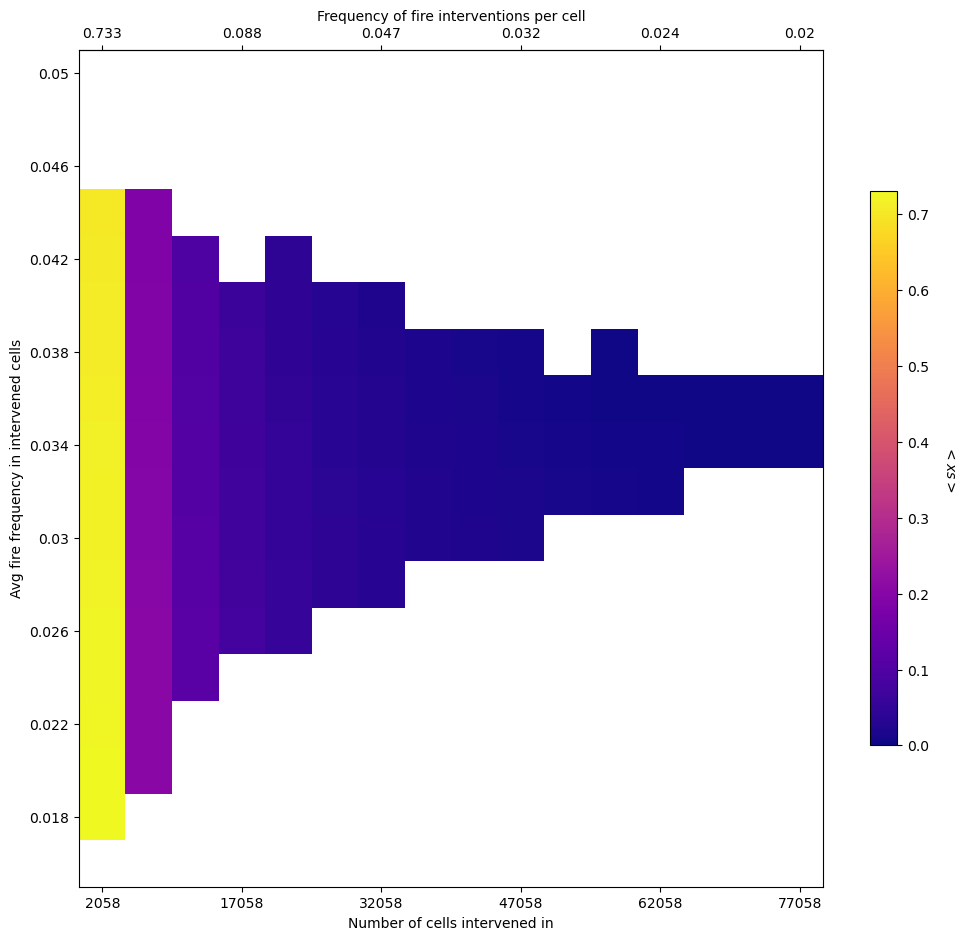 Frequency of fire interventions per cell
0.733 0.088 0.047 0.032 0.024 0.02
0.05
0.046
0.042
0.038
0.034
0.03
0.026
0.022
0.018
Avg fire frequency in intervened cells
2058 17058 32058 47058 62058 77058
Number of cells intervened in
0.7
0.6
0.5
0.4
0.3
0.2
0.1
0.0
< xs >